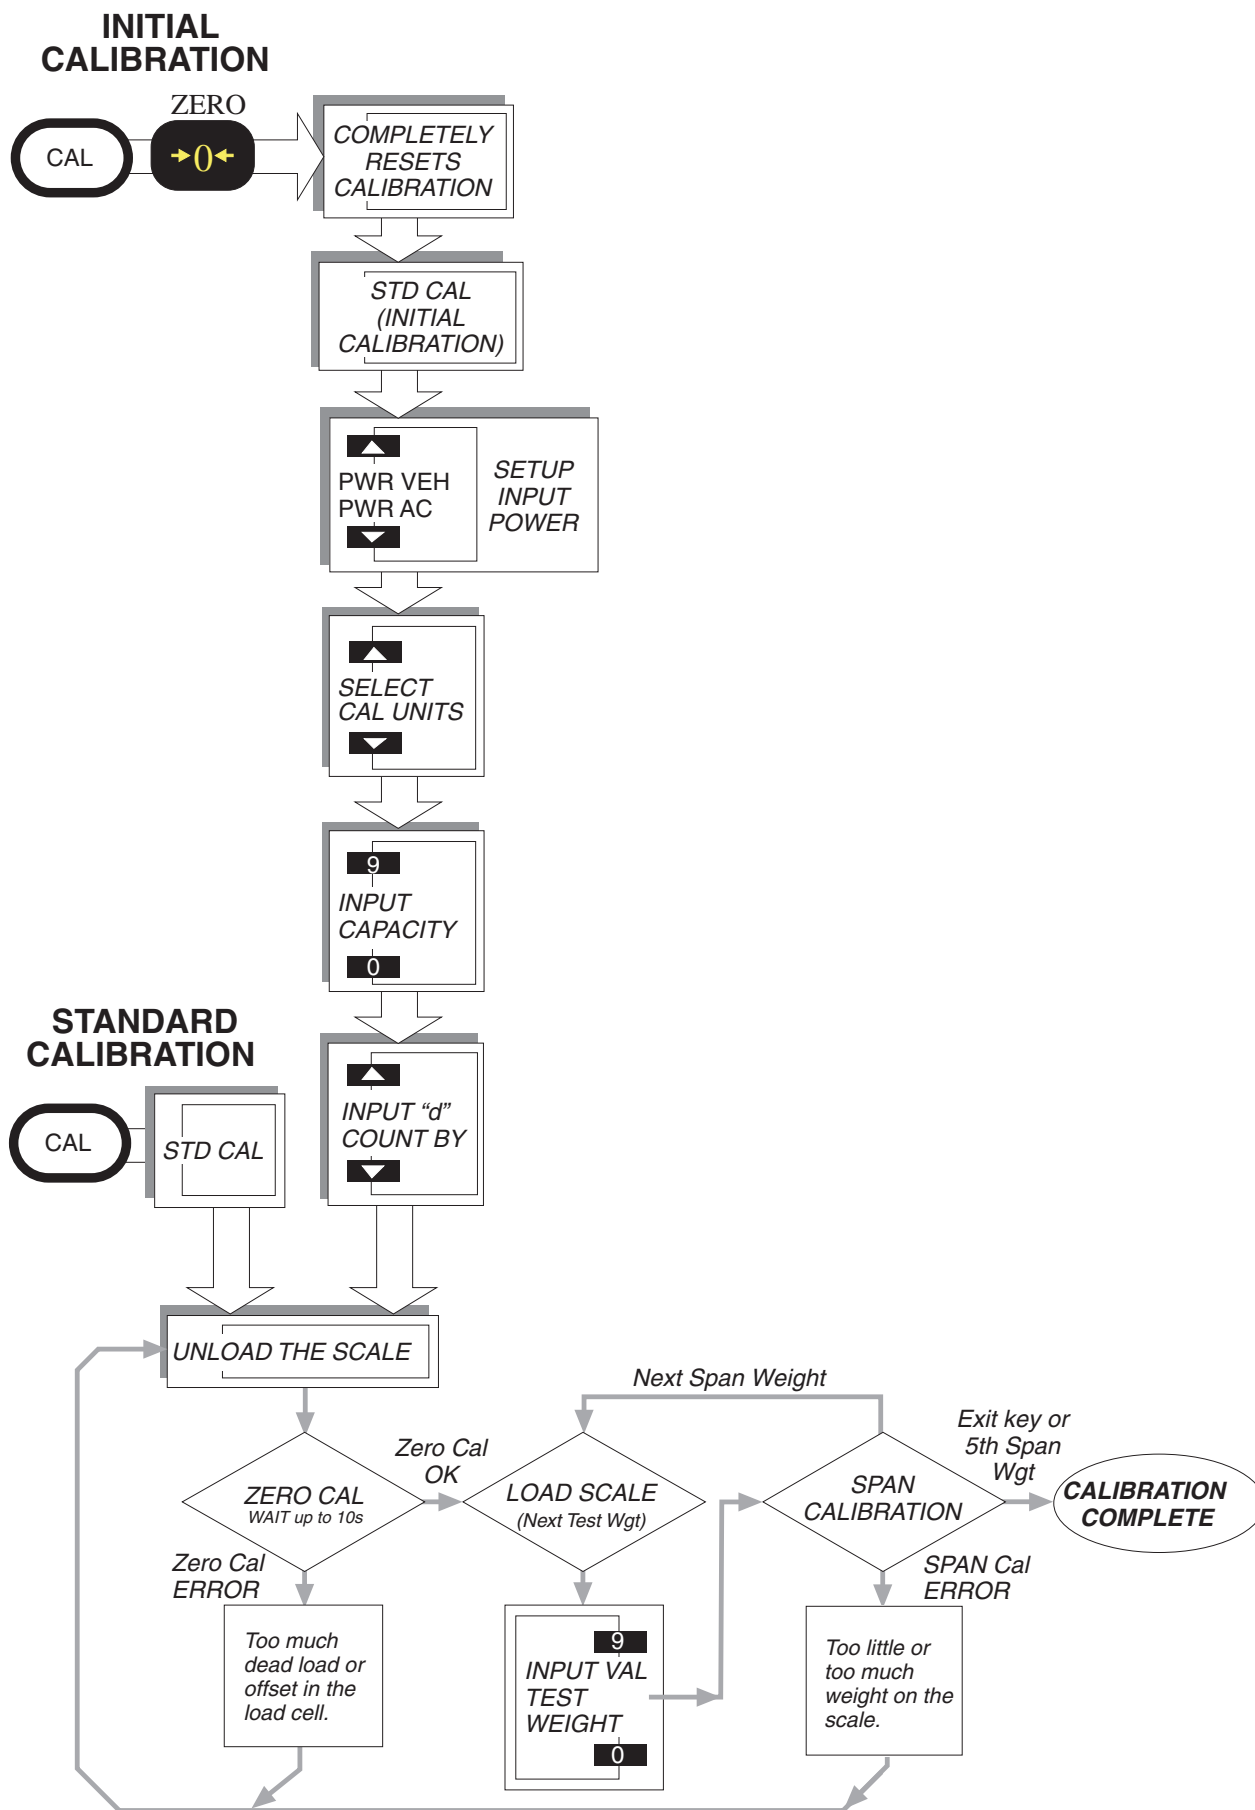 INITIAL
CALIBRATION
ZERO
CAL
→0←
COMPLETELY
RESETS
CALIBRATION
STD CAL
(INITIAL
CALIBRATION)
PWR VEH
PWR AC
SETUP
INPUT
POWER
SELECT
CAL UNITS
9
INPUT
CAPACITY
0
STANDARD
CALIBRATION
CAL
STD CAL
INPUT “d”
COUNT BY
UNLOAD THE SCALE
ZERO CAL
WAIT up to 10s
Zero Cal
OK
Zero Cal
ERROR
Too much
dead load or
offset in the
load cell.
Next Span Weight
LOAD SCALE
(Next Test Wgt)
9
INPUT VAL
TEST
WEIGHT
0
SPAN
CALIBRATION
Exit key or
5th Span
Wgt
CALIBRATION
COMPLETE
SPAN Cal
ERROR
Too little or
too much
weight on the
scale.